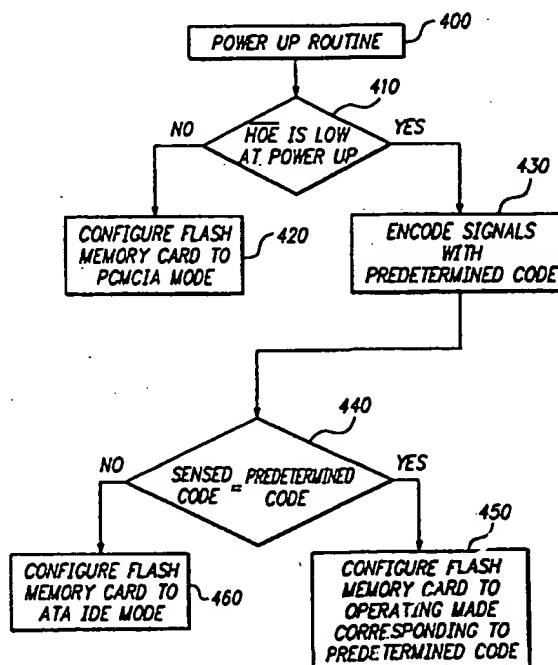 POWER UP ROUTINE
400
410
NO
HOE IS LOW
AT POWER UP
YES
430
CONFIGURE FLASH
MEMORY CARD TO
PCMCIA MODE
420
ENCODE SIGNALS
WITH
PREDETERMINED CODE
440
NO
SENSED CODE = PREDETERMINED CODE
YES
450
CONFIGURE FLASH
MEMORY CARD TO
ATA IDE MODE
460
CONFIGURE FLASH
MEMORY CARD TO
OPERATING MADE
CORRESPONDING TO
PREDETERMINED CODE